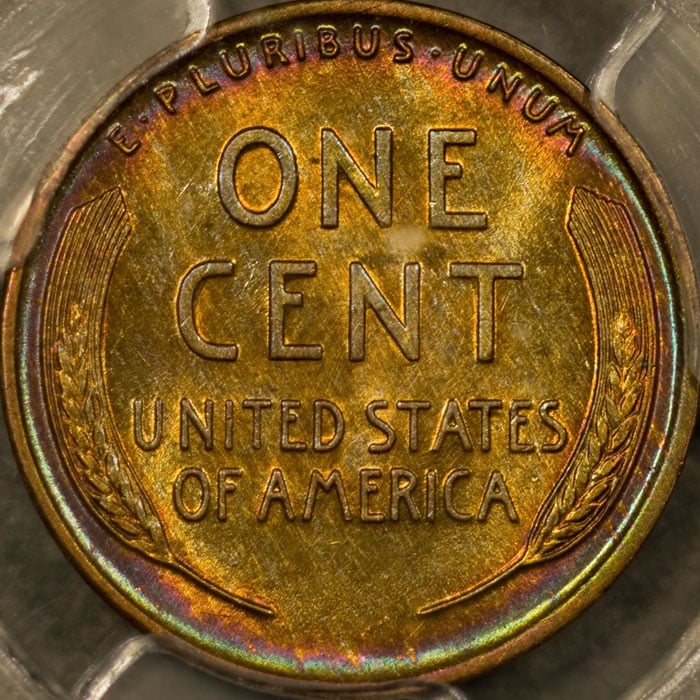 E·PLURIBUS·UNUM
ONE
CENT
UNITED STATES
OF AMERICA